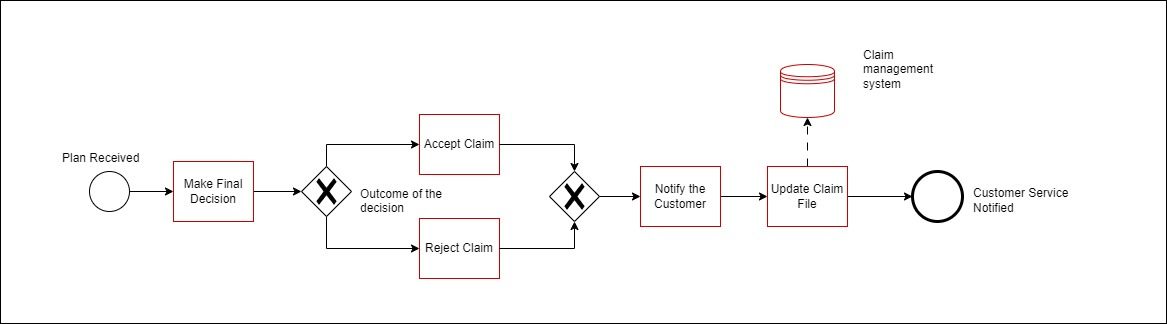 Plan Received
Make Final
Decision
Outcome of the
decision
Accept Claim
Reject Claim
Notify the
Customer
Update Claim
File
Claim
management
system
Customer Service
Notified